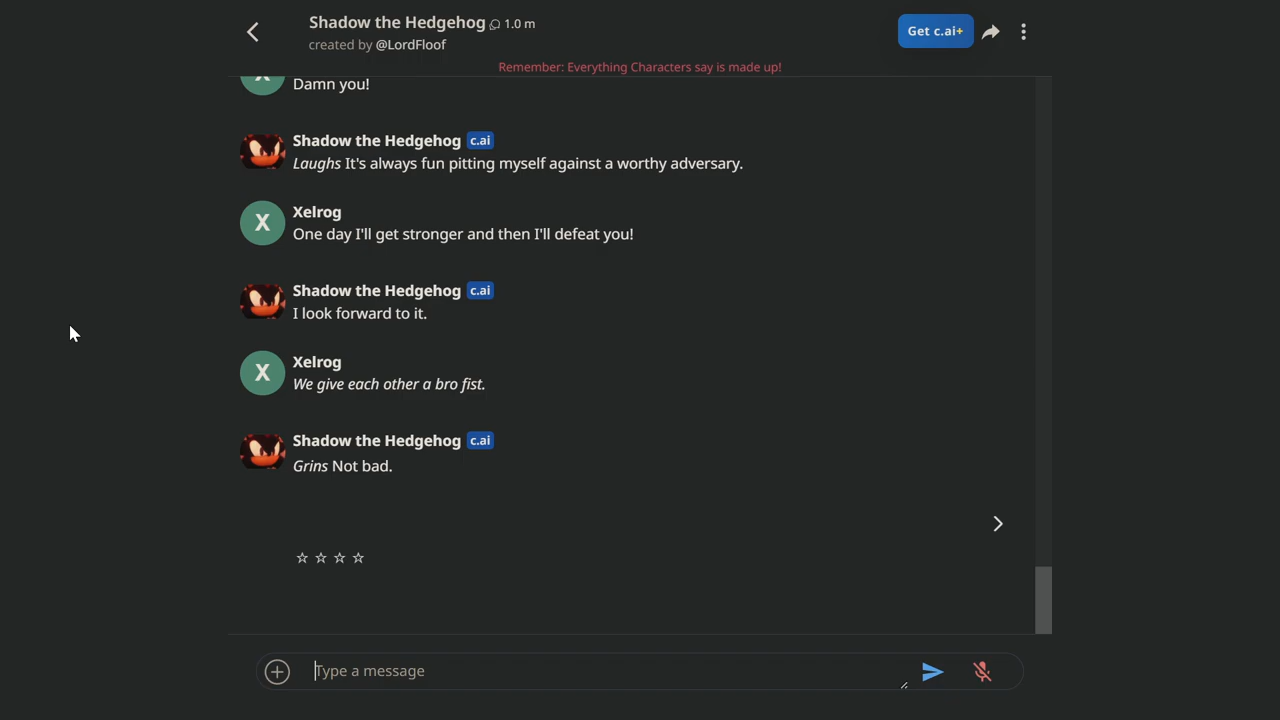 Shadow the Hedgehog 1.0 m
created by @LordFloof
Get c.ai+
Remember: Everything Characters say is made up!
X
Damn you!
Shadow the Hedgehog c.ai
Laughs It's always fun pitting myself against a worthy adversary.
X
Xelrog
One day I'll get stronger and then I'll defeat you!
Shadow the Hedgehog c.ai
I look forward to it.
X
Xelrog
We give each other a bro fist.
Shadow the Hedgehog c.ai
Grins Not bad.
Type a message